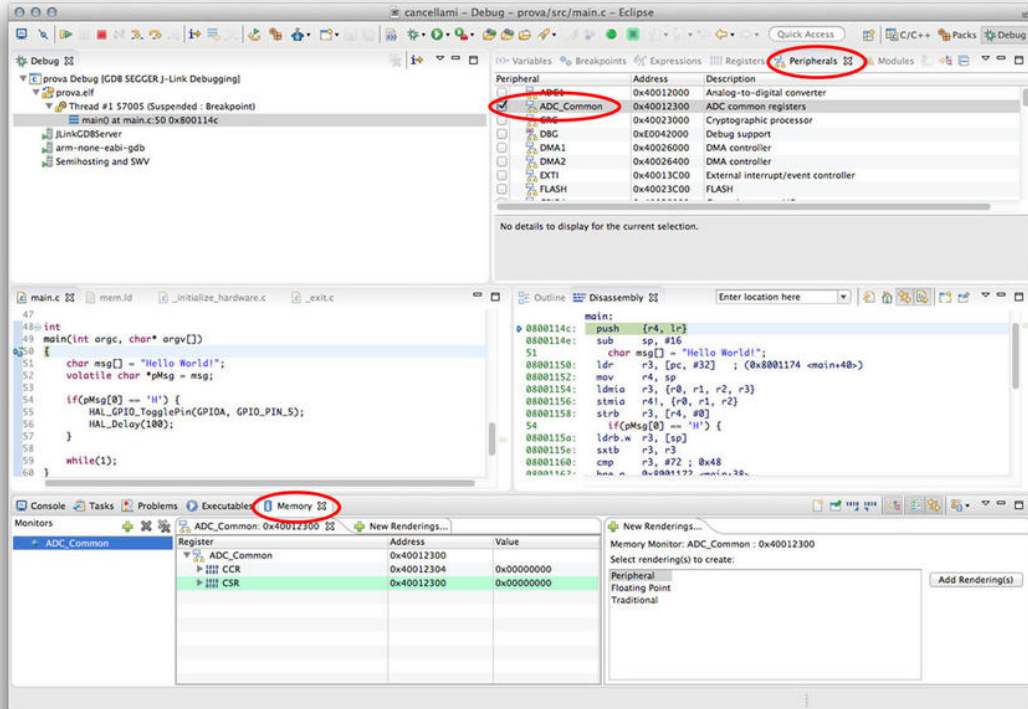 cancellami - Debug - prova/src/main.c - Eclipse
Quick Access
C/C++
Packs
Debug
Debug
prova Debug [GDB SEGGER J-Link Debugging]
prova.elf
Thread #1 57005 (Suspended : Breakpoint)
main() at main.c:50 0x800114c
JLinkGDBServer
arm-none-eabi-gdb
Semihosting and SWV
(x)= Variables
Breakpoints
Expressions
Registers
Peripherals
Modules
Peripheral Address Description
ADC1 0x40012000 Analog-to-digital converter
ADC_Common 0x40012300 ADC common registers
CRC 0x40023000 Cryptographic processor
DBG 0xE0042000 Debug support
DMA1 0x40026000 DMA controller
DMA2 0x40026400 DMA controller
EXTI 0x40013C00 External interrupt/event controller
FLASH 0x40023C00 FLASH
No details to display for the current selection.
main.c
mem.ld
_initialize_hardware.c
_exit.c
47
48 int
49 main(int argc, char* argv[])
50 {
51 char msg[] = "Hello World!";
52 volatile char *pMsg = msg;
53
54 if(pMsg[0] == 'H') {
55 HAL_GPIO_TogglePin(GPIOA, GPIO_PIN_5);
56 HAL_Delay(100);
57 }
58
59 while(1);
60 }
Outline
Disassembly
Enter location here
main:
0800114c: push {r4, lr}
0800114e: sub sp, #16
51 char msg[] = "Hello World!";
08001150: ldr r3, [pc, #32] ; (0x8001174 <main+40>)
08001152: mov r4, sp
08001154: ldmia r3, {r0, r1, r2, r3}
08001156: stmia r4!, {r0, r1, r2}
08001158: strb r3, [r4, #0]
54 if(pMsg[0] == 'H') {
0800115a: ldrb.w r3, [sp]
0800115e: sxtb r3, r3
08001160: cmp r3, #72 ; 0x48
08001162: bne.n 0x8001172 <main+38>
Console
Tasks
Problems
Executables
Memory
Monitors
ADC_Common
ADC_Common: 0x40012300
New Renderings...
Register Address Value
ADC_Common 0x40012300
CCR 0x40012304 0x00000000
CSR 0x40012300 0x00000000
New Renderings...
Memory Monitor: ADC_Common : 0x40012300
Select rendering(s) to create:
Peripheral
Floating Point
Traditional
Add Rendering(s)